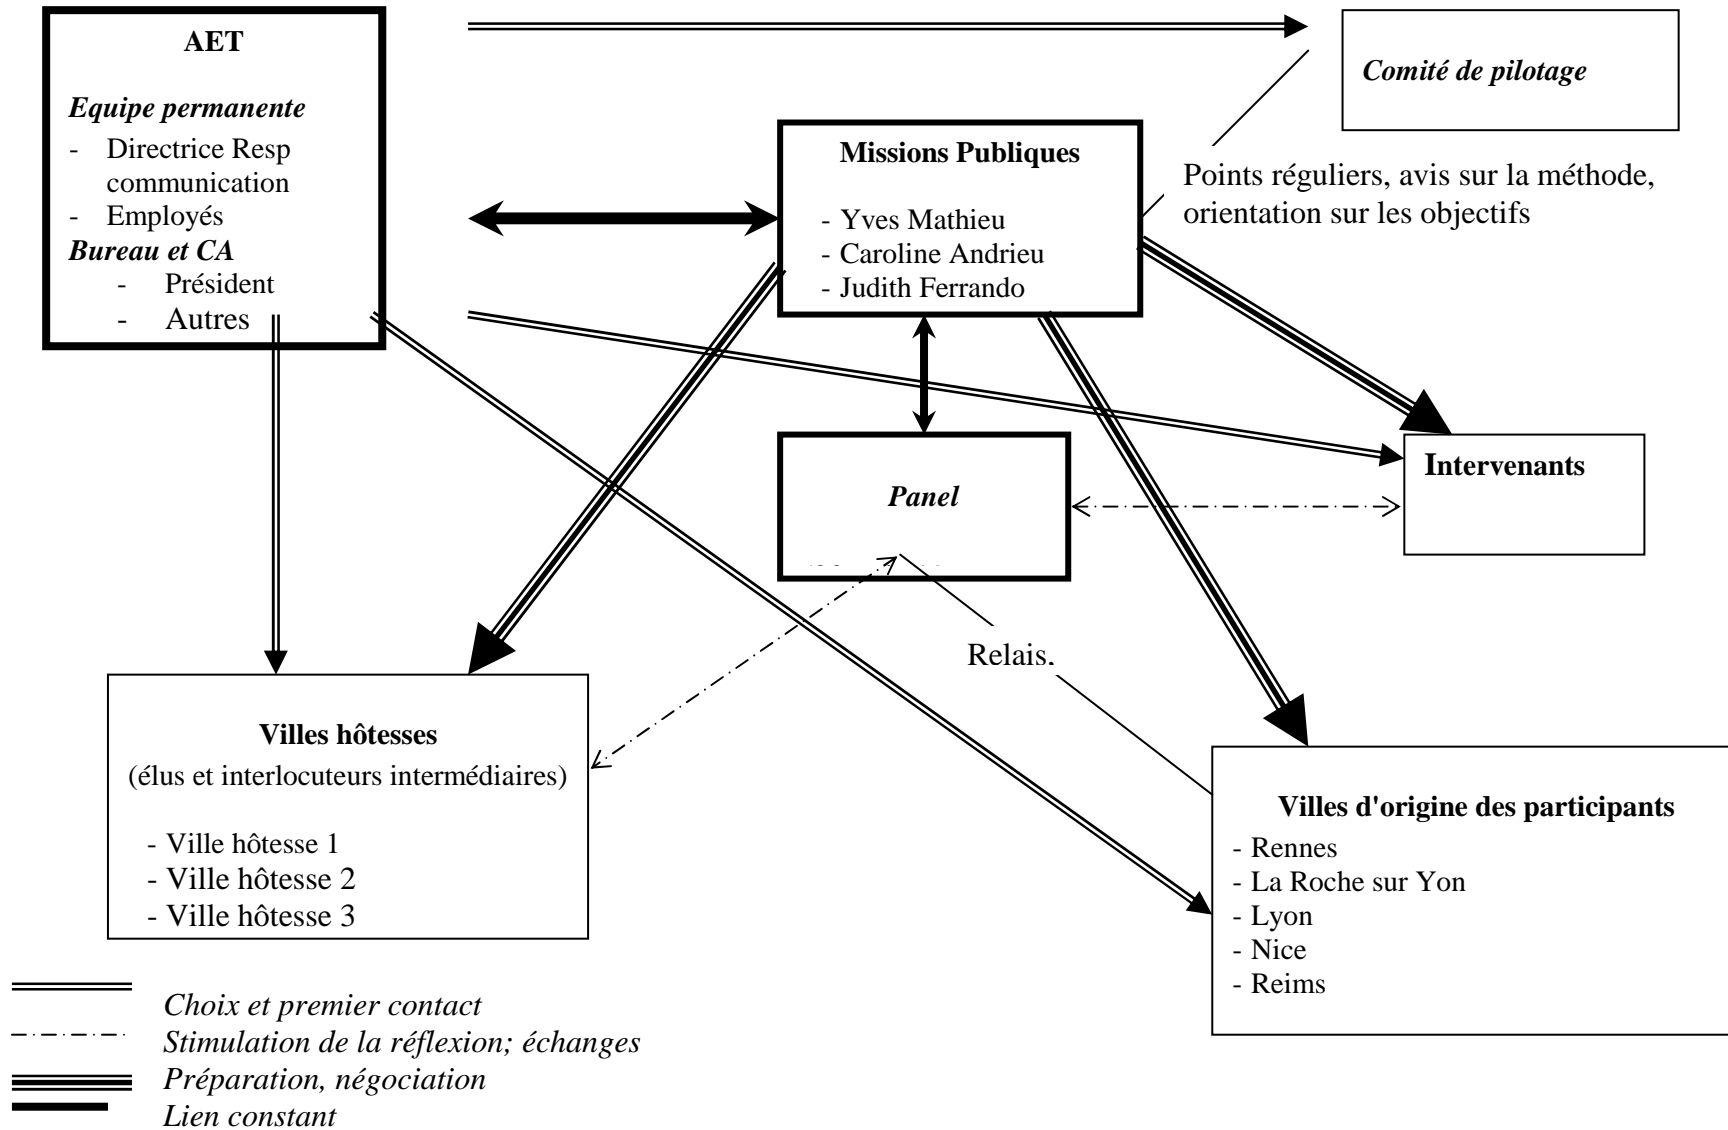 AET
Equipe permanente
- Directrice Resp
communication
- Employés
Bureau et CA
- Président
- Autres
Comité de pilotage
Missions Publiques
- Yves Mathieu
- Caroline Andrieu
- Judith Ferrando
Points réguliers, avis sur la méthode,
orientation sur les objectifs
Panel
Intervenants
Relais.
Villes hôtesses
(élus et interlocuteurs intermédiaires)
- Ville hôtesse 1
- Ville hôtesse 2
- Ville hôtesse 3
Villes d'origine des participants
- Rennes
- La Roche sur Yon
- Lyon
- Nice
- Reims
Choix et premier contact
Stimulation de la réflexion; échanges
Préparation, négociation
Lien constant